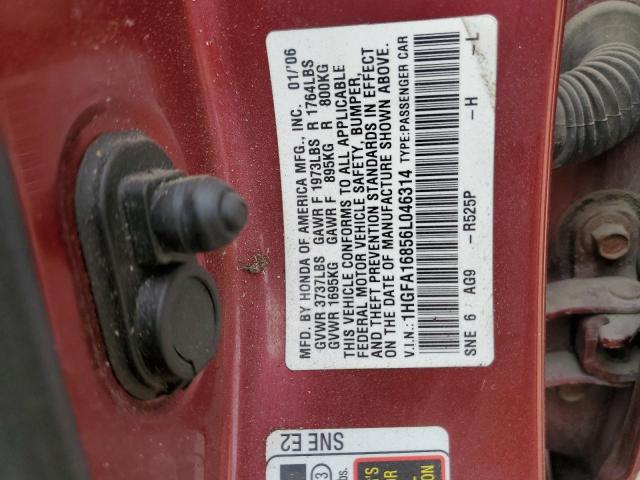 MFD. BY HONDA OF AMERICA MFG., INC. 01/'06
GVWR 3737LBS GAWR F 1973LBS R 1764LBS
GVWR 1695KG GAWR F 895KG R 800KG
THIS VEHICLE CONFORMS TO ALL APPLICABLE
FEDERAL MOTOR VEHICLE SAFETY, BUMPER,
AND THEFT PREVENTION STANDARDS IN EFFECT
ON THE DATE OF MANUFACTURE SHOWN ABOVE.
V.I.N.: 1HGFA16856L046314 TYPE: PASSENGER CAR
SNE 6 / AG9 - R525P - H - L
SNE E2
3